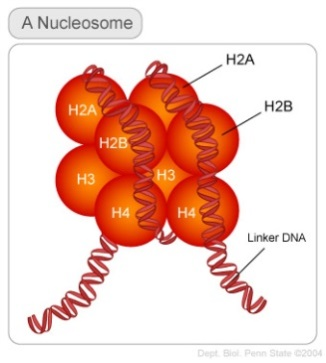 A Nucleosome
H2A
H2A
H2B
H2B
H3
H3
H4
H4
Linker DNA
Dept. Biol. Penn State ©2004